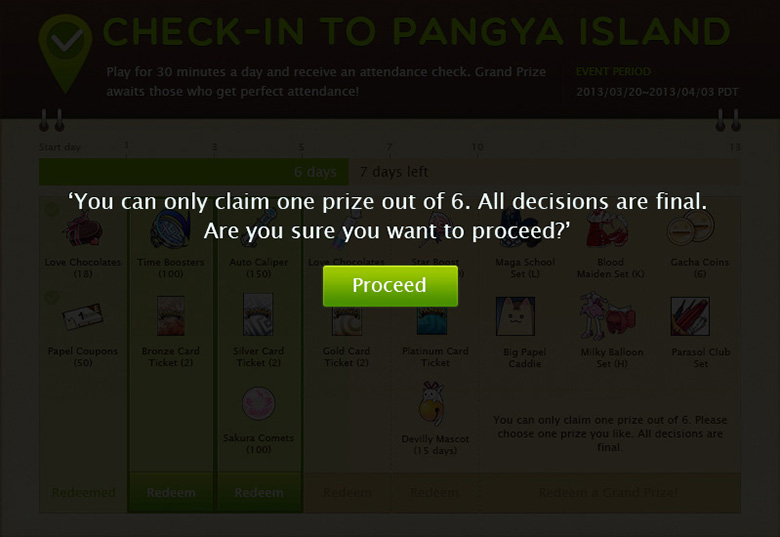 CHECK-IN TO PANGYA ISLAND
Play for 30 minutes a day and receive an attendance check. Grand Prize
awaits those who get perfect attendance!
EVENT PERIOD
2013/03/20~2013/04/03 PDT
Start day
1
3
5
7
10
13
6 days
7 days left
‘You can only claim one prize out of 6. All decisions are final.
Are you sure you want to proceed?’
Proceed
Love Chocolates
(18)
Time Boosters
(100)
Auto Caliper
(150)
Love Chocolates
Star Boost
Maga School
Set (L)
Blood
Maiden Set (K)
Gacha Coins
(6)
Papel Coupons
(50)
Bronze Card
Ticket (2)
Silver Card
Ticket (2)
Gold Card
Ticket (2)
Platinum Card
Ticket
Big Papel
Caddie
Milky Balloon
Set (H)
Parasol Club
Set
Sakura Comets
(100)
Devilly Mascot
(15 days)
You can only claim one prize out of 6. Please
choose one prize you like. All decisions are
final.
Redeemed
Redeem
Redeem
Redeem
Redeem
Redeem a Grand Prize!